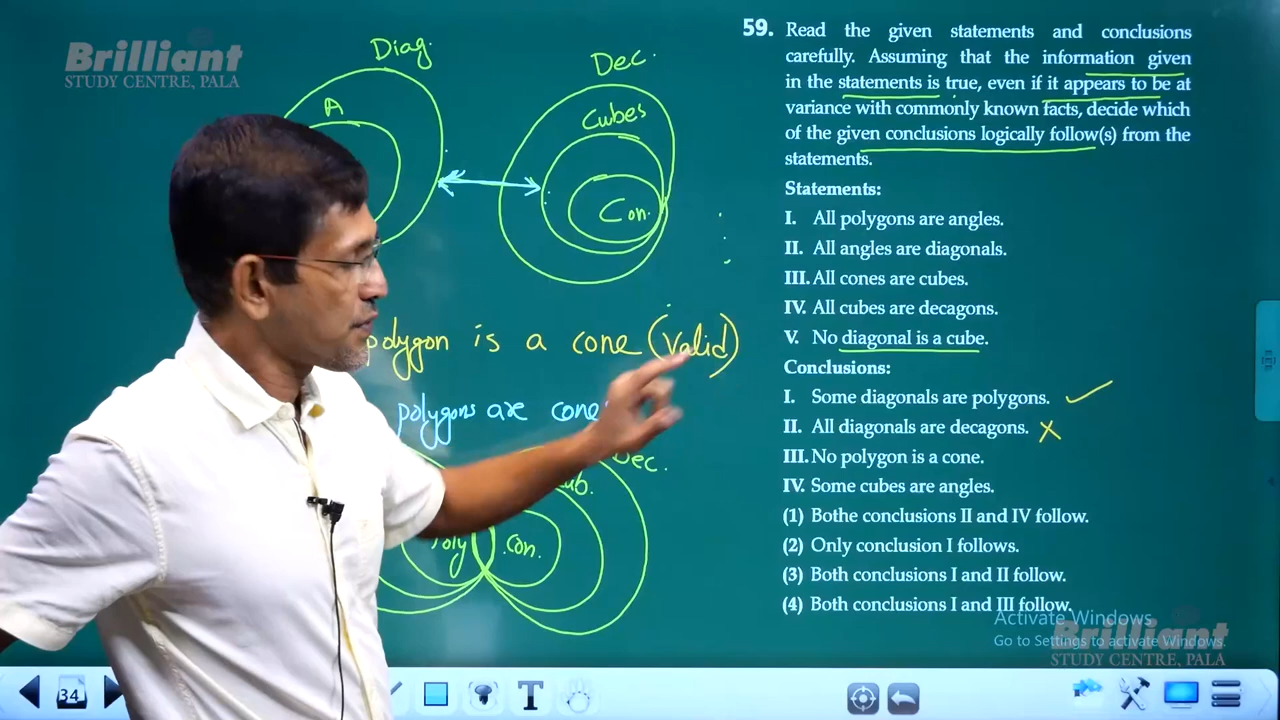 Brilliant
STUDY CENTRE, PALA
Diag.
A
Dec.
Cubes
Con.
polygon is a cone (valid)
polygons are cone
Dec.
ub.
Poly
Con.
59. Read the given statements and conclusions
carefully. Assuming that the information given
in the statements is true, even if it appears to be at
variance with commonly known facts, decide which
of the given conclusions logically follow(s) from the
statements.
Statements:
I. All polygons are angles.
II. All angles are diagonals.
III. All cones are cubes.
IV. All cubes are decagons.
V. No diagonal is a cube.
Conclusions:
I. Some diagonals are polygons.
II. All diagonals are decagons.
III. No polygon is a cone.
IV. Some cubes are angles.
(1) Bothe conclusions II and IV follow.
(2) Only conclusion I follows.
(3) Both conclusions I and II follow.
(4) Both conclusions I and III follow.
Activate Windows
Go to Settings to activate Windows.
Brilliant
STUDY CENTRE, PALA
34
T